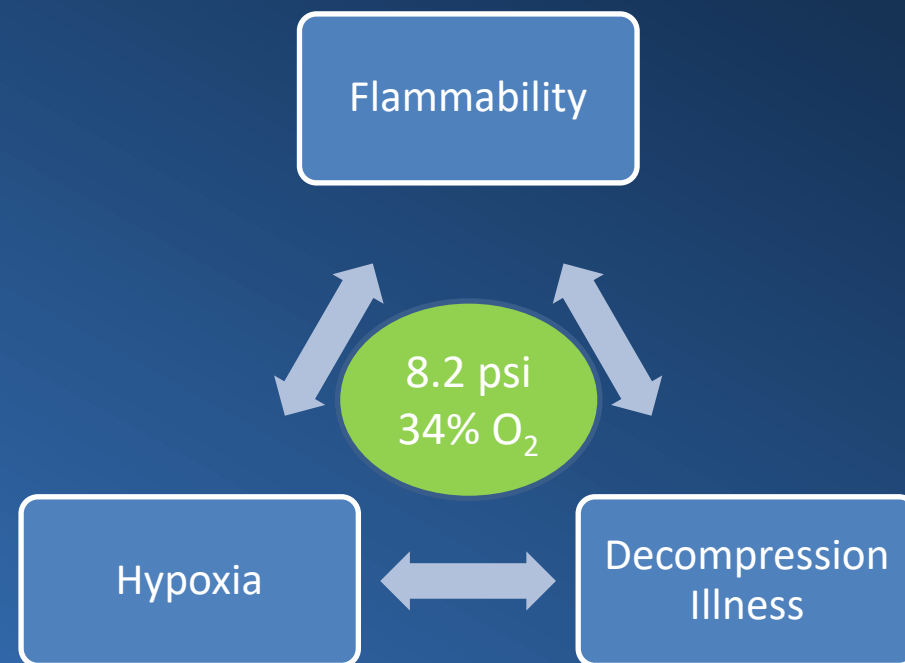 Flammability
8.2 psi
34% O₂
Hypoxia
Decompression
Illness